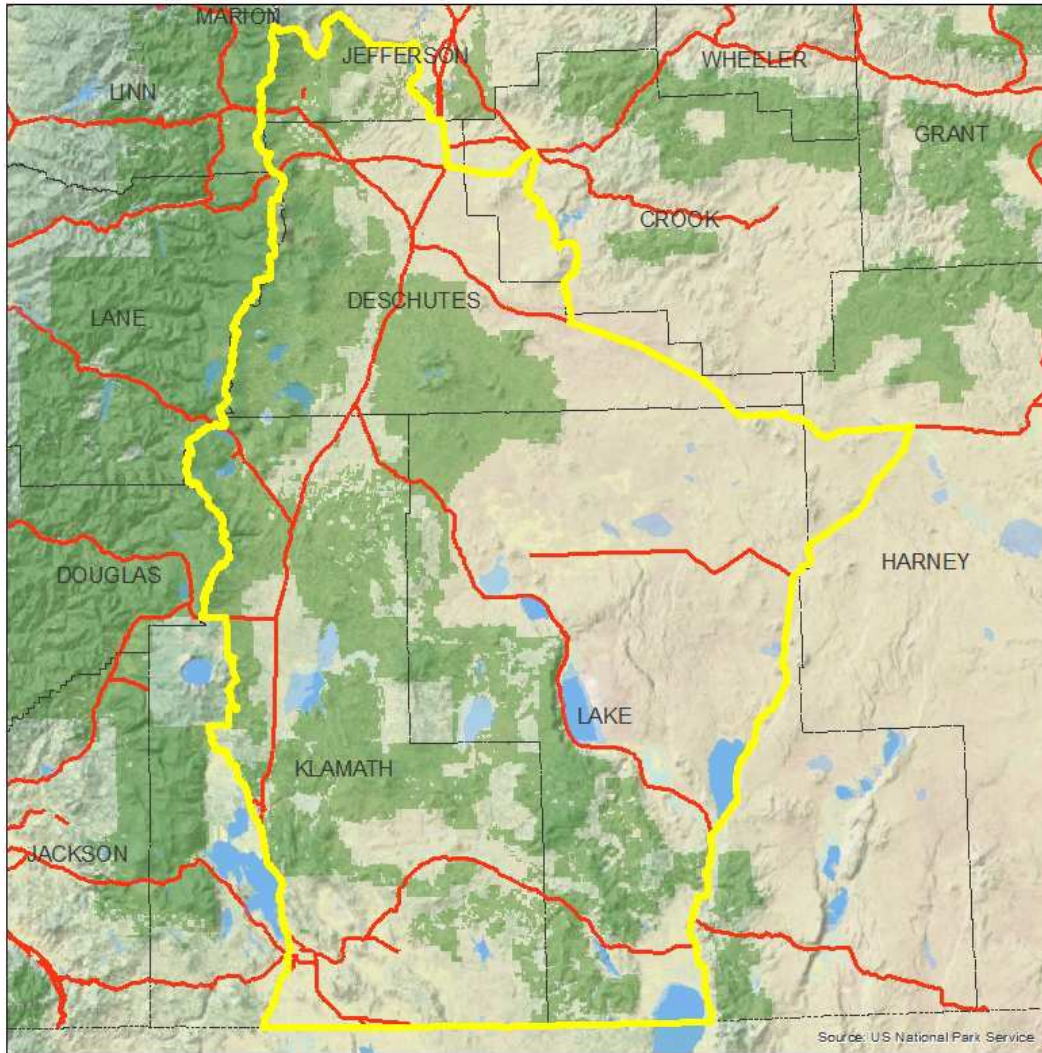 MARION
JEFFERSON
WHEELER
LINN
GRANT
CROOK
DESCHUTES
LANE
HARNEY
DOUGLAS
LAKE
KLAMATH
JACKSON
Source: US National Park Service